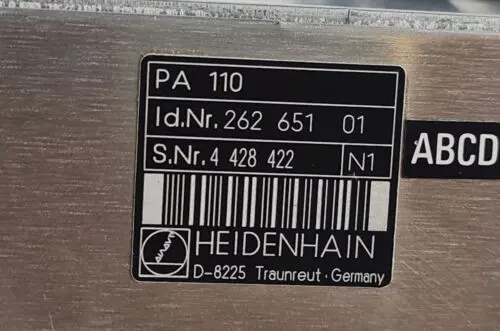 PA 110
Id.Nr. 262 651 01
S.Nr. 4 428 422 N1
ABCD
HEIDENHAIN
D-8225 Traunreut · Germany